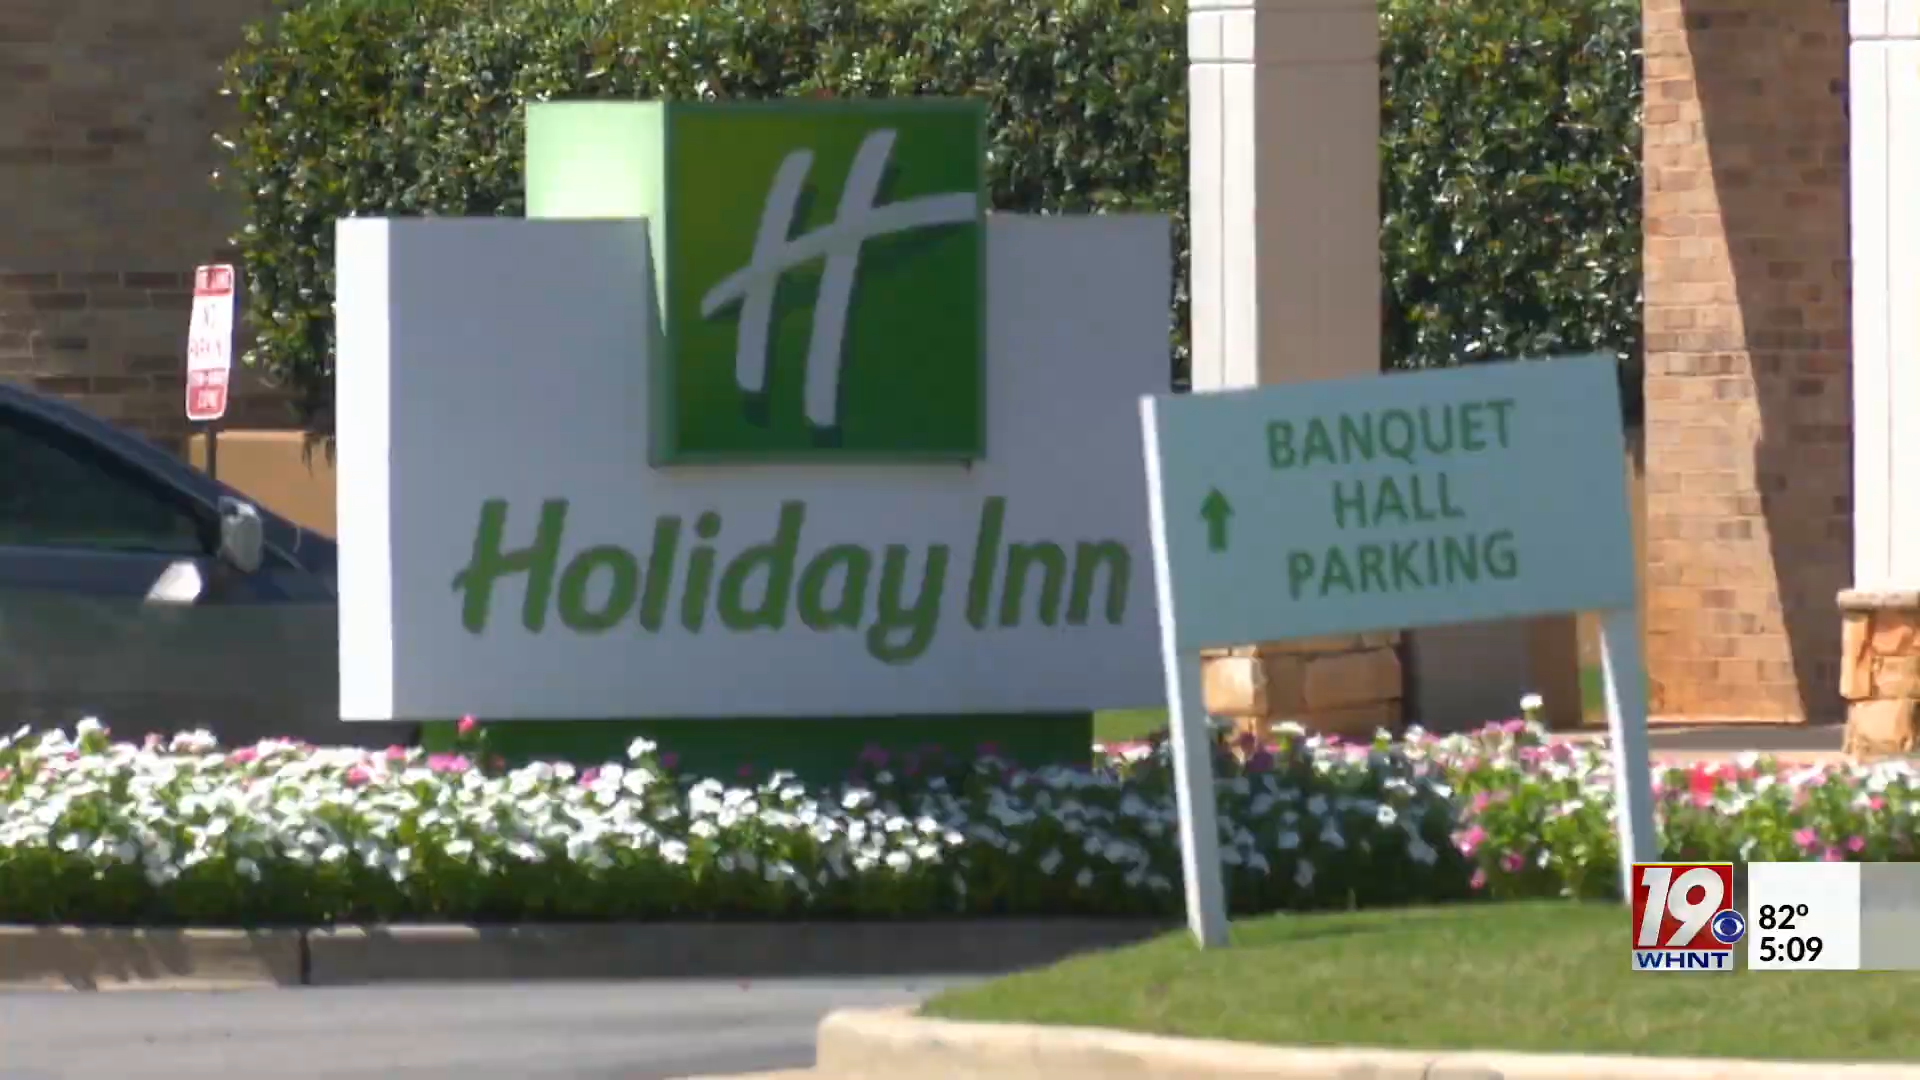 H
Holiday Inn
BANQUET
HALL
PARKING
19
WHNT
82°
5:09